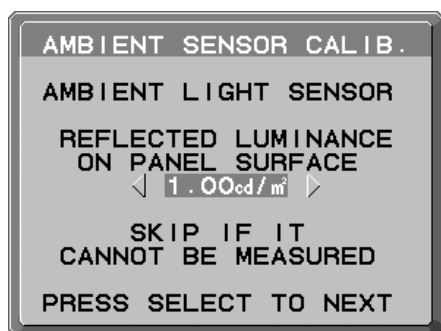 AMBIENT SENSOR CALIB.
AMBIENT LIGHT SENSOR
REFLECTED LUMINANCE
ON PANEL SURFACE
1.00cd/㎡
SKIP IF IT
CANNOT BE MEASURED
PRESS SELECT TO NEXT